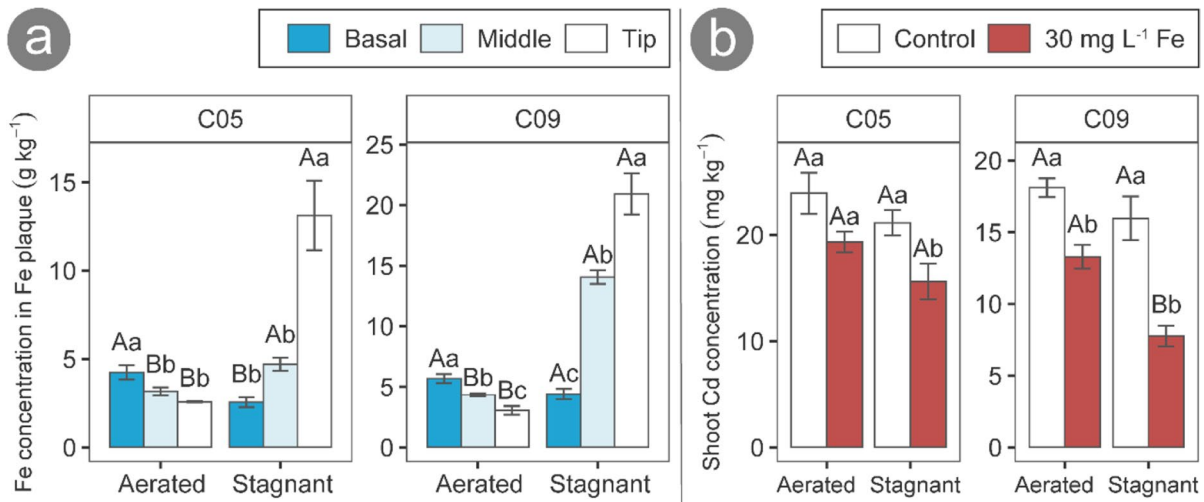 a
Basal Middle Tip
b
Control 30 mg L⁻¹ Fe
C05
C09
C05
C09
Fe concentration in Fe plaque (g kg⁻¹)
15
10
5
0
Aa
Bb
Bb
Bb
Ab
Aa
Aerated Stagnant
25
20
15
10
5
0
Aa
Bb
Bc
Ac
Ab
Aa
Aerated Stagnant
Shoot Cd concentration (mg kg⁻¹)
20
10
0
Aa
Aa
Aa
Ab
Aerated Stagnant
20
15
10
5
0
Aa
Ab
Aa
Bb
Aerated Stagnant